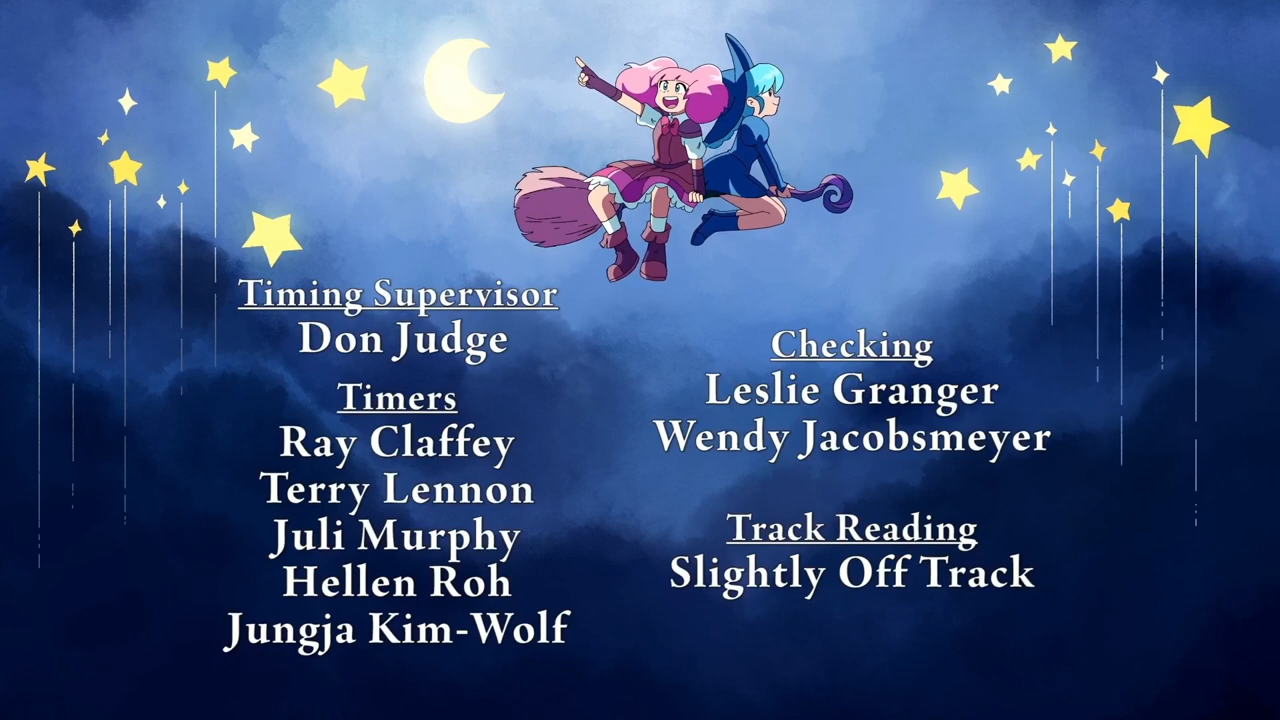 Timing Supervisor
Don Judge
Timers
Ray Claffey
Terry Lennon
Juli Murphy
Hellen Roh
Jungja Kim-Wolf
Checking
Leslie Granger
Wendy Jacobsmeyer
Track Reading
Slightly Off Track